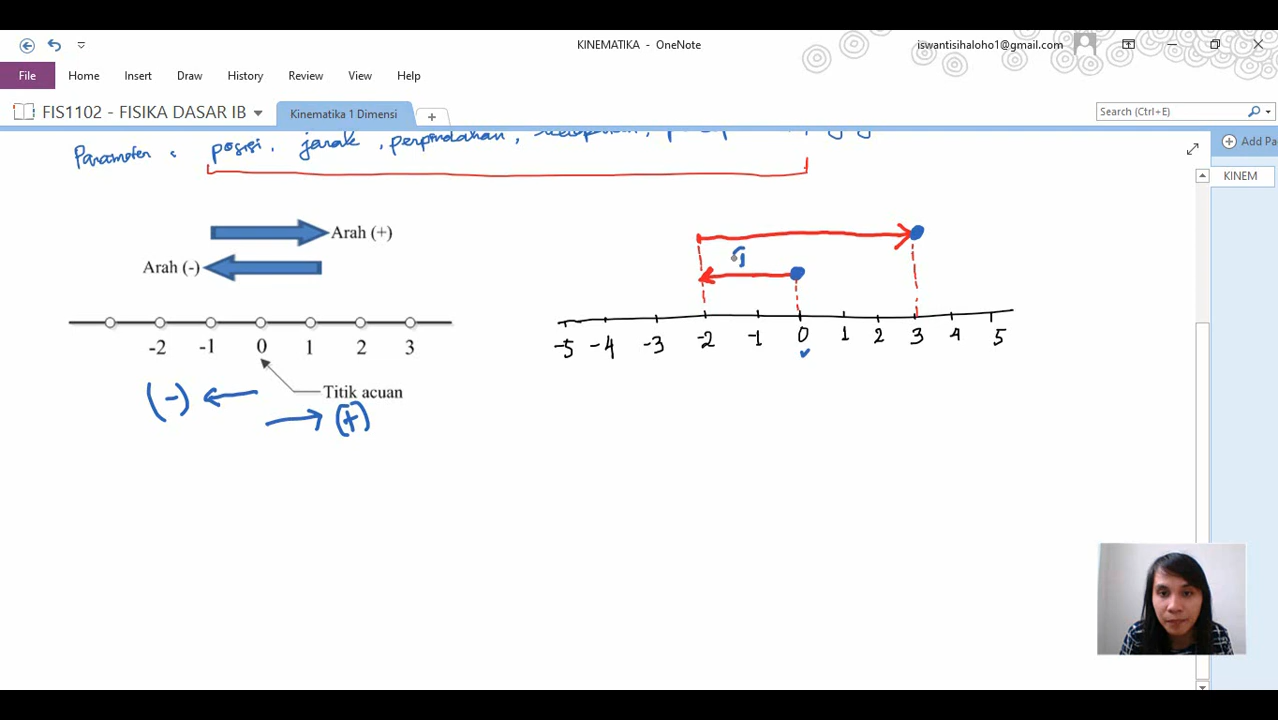 KINEMATIKA - OneNote
iswantisihaloho1@gmail.com
File Home Insert Draw History Review View Help
FIS1102 - FISIKA DASAR IB
Kinematika 1 Dimensi
+
Search (Ctrl+E)
Add Pa
KINEM
Parameter : posisi, jarak, perpindahan,
Arah (+)
Arah (-)
-2 -1 0 1 2 3
Titik acuan
(-)
(+)
-5 -4 -3 -2 -1 0 1 2 3 4 5